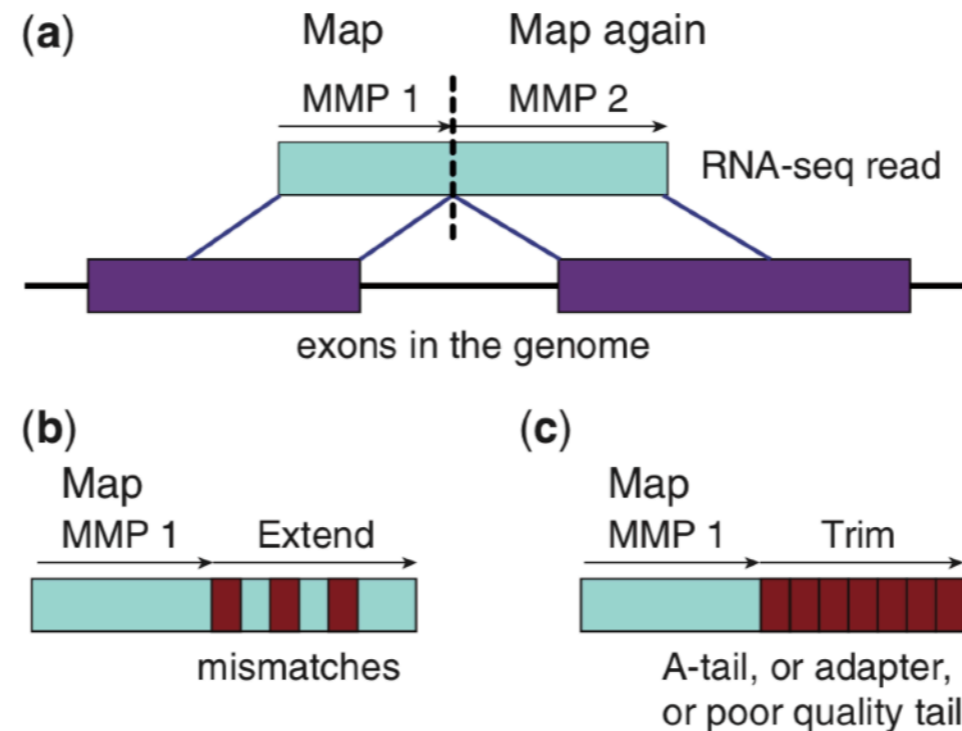 (a)
Map Map again
MMP 1 MMP 2
RNA-seq read
exons in the genome
(b)
Map
MMP 1 Extend
mismatches
(c)
Map
MMP 1 Trim
A-tail, or adapter,
or poor quality tail